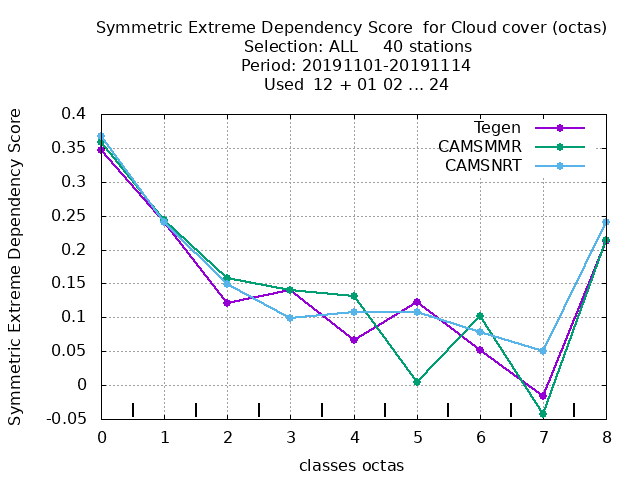 Symmetric Extreme Dependency Score  for Cloud cover (octas)
Selection: ALL     40 stations
Period: 20191101-20191114
Used  12 + 01 02 ... 24
Symmetric Extreme Dependency Score
0.4
0.35
0.3
0.25
0.2
0.15
0.1
0.05
0
-0.05
Tegen
CAMSMMR
CAMSNRT
0 1 2 3 4 5 6 7 8
classes octas